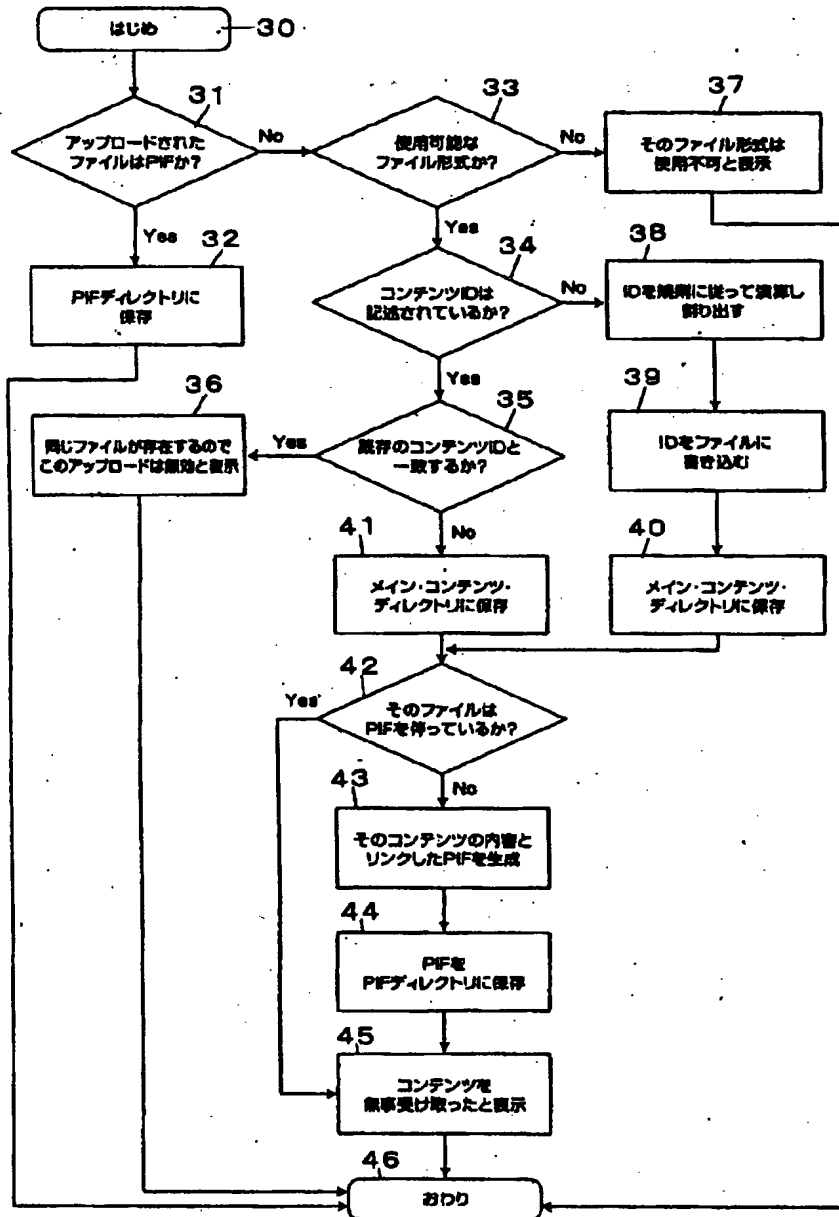 はじめ
30
31
アップロードされた
ファイルはPIFか?
No
Yes
33
使用可能な
ファイル形式か?
No
Yes
37
そのファイル形式は
使用不可と表示
32
PIFディレクトリに
保存
34
コンテンツIDは
記述されているか?
No
Yes
38
IDを規則に従って演算し
割り出す
36
同じファイルが存在するので
このアップロードは無効と表示
35
既存のコンテンツIDと
一致するか?
Yes
No
39
IDをファイルに
書き込む
41
メイン・コンテンツ・
ディレクトリに保存
40
メイン・コンテンツ・
ディレクトリに保存
42
そのファイルは
PIFを伴っているか?
Yes
No
43
そのコンテンツの内容と
リンクしたPIFを生成
44
PIFを
PIFディレクトリに保存
45
コンテンツを
無事受け取ったと表示
46
おわり